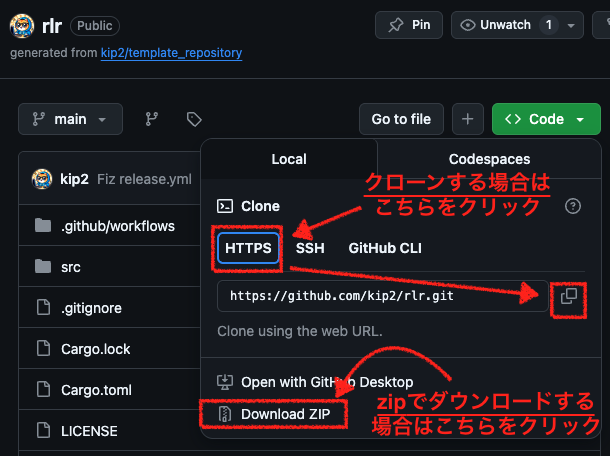 rlr Public Pin Unwatch 1
generated from kip2/template_repository
main Go to file + <> Code
Local Codespaces
kip2 Fiz release.yml
クローンする場合は
こちらをクリック
Clone
.github/workflows
HTTPS SSH GitHub CLI
src
https://github.com/kip2/rlr.git
.gitignore
Clone using the web URL.
Cargo.lock
Open with GitHub Desktop
Cargo.toml
zipでダウンロードする
場合はこちらをクリック
Download ZIP
LICENSE